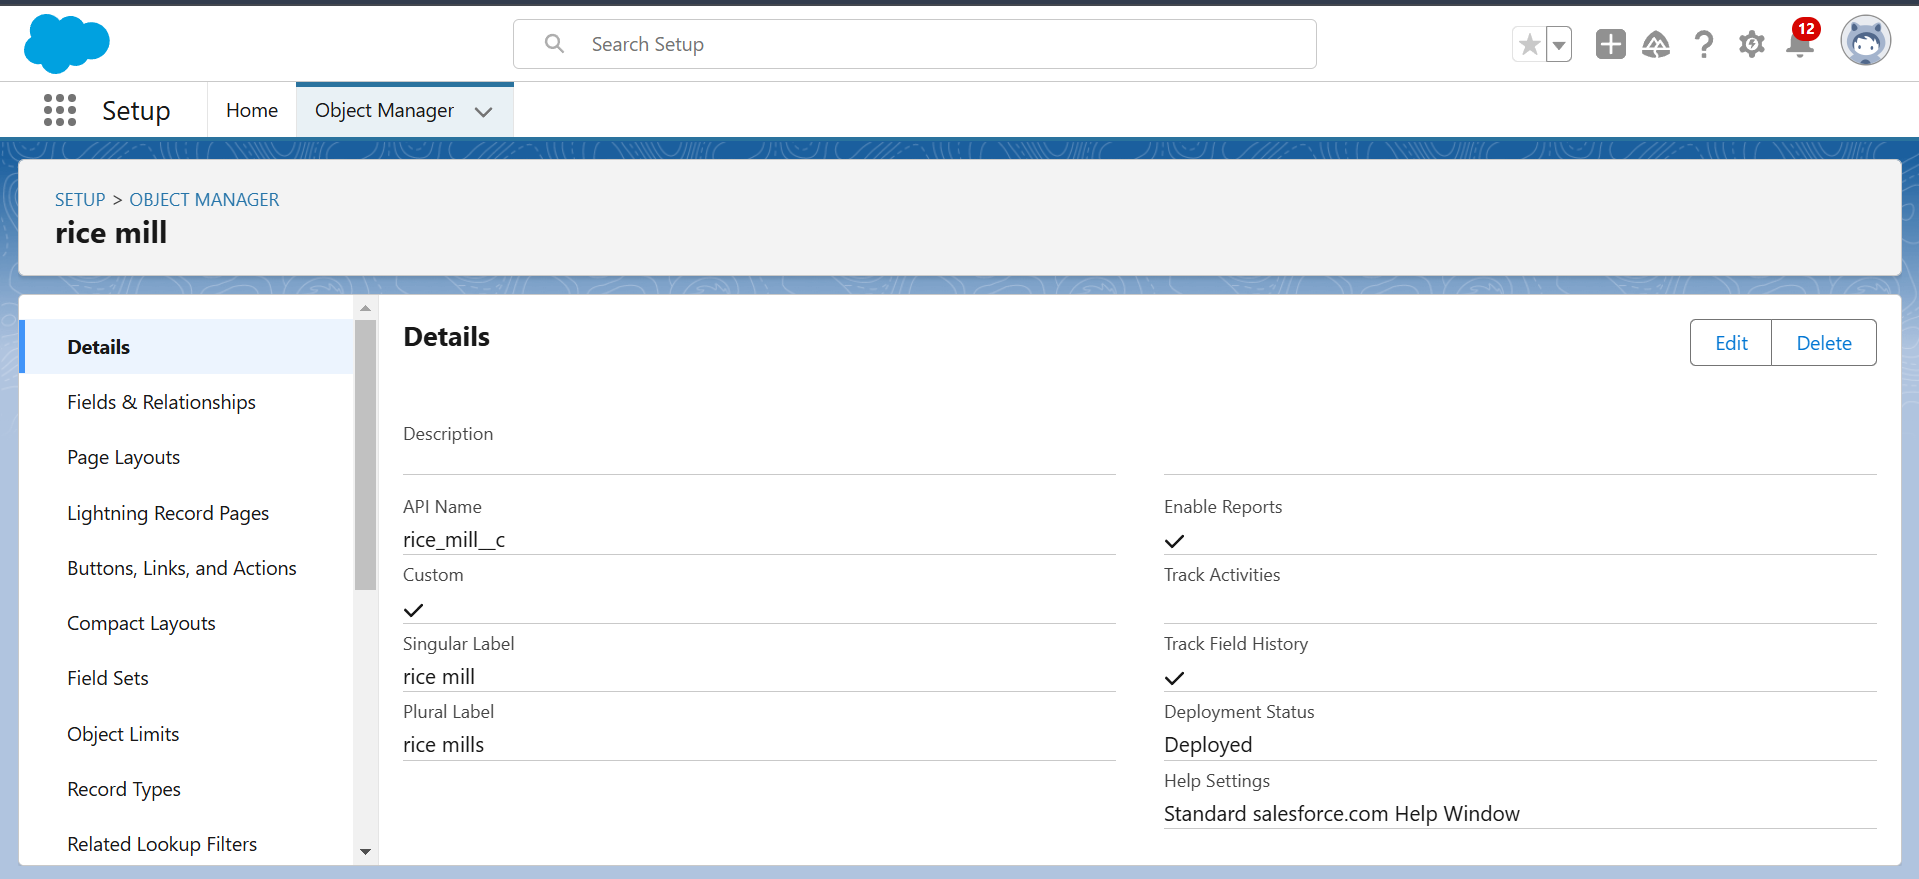 Search Setup
12
Setup
Home
Object Manager
SETUP > OBJECT MANAGER
rice mill
Details
Fields & Relationships
Page Layouts
Lightning Record Pages
Buttons, Links, and Actions
Compact Layouts
Field Sets
Object Limits
Record Types
Related Lookup Filters
Details
Edit
Delete
Description
API Name
rice_mill__c
Custom
Singular Label
rice mill
Plural Label
rice mills
Enable Reports
Track Activities
Track Field History
Deployment Status
Deployed
Help Settings
Standard salesforce.com Help Window